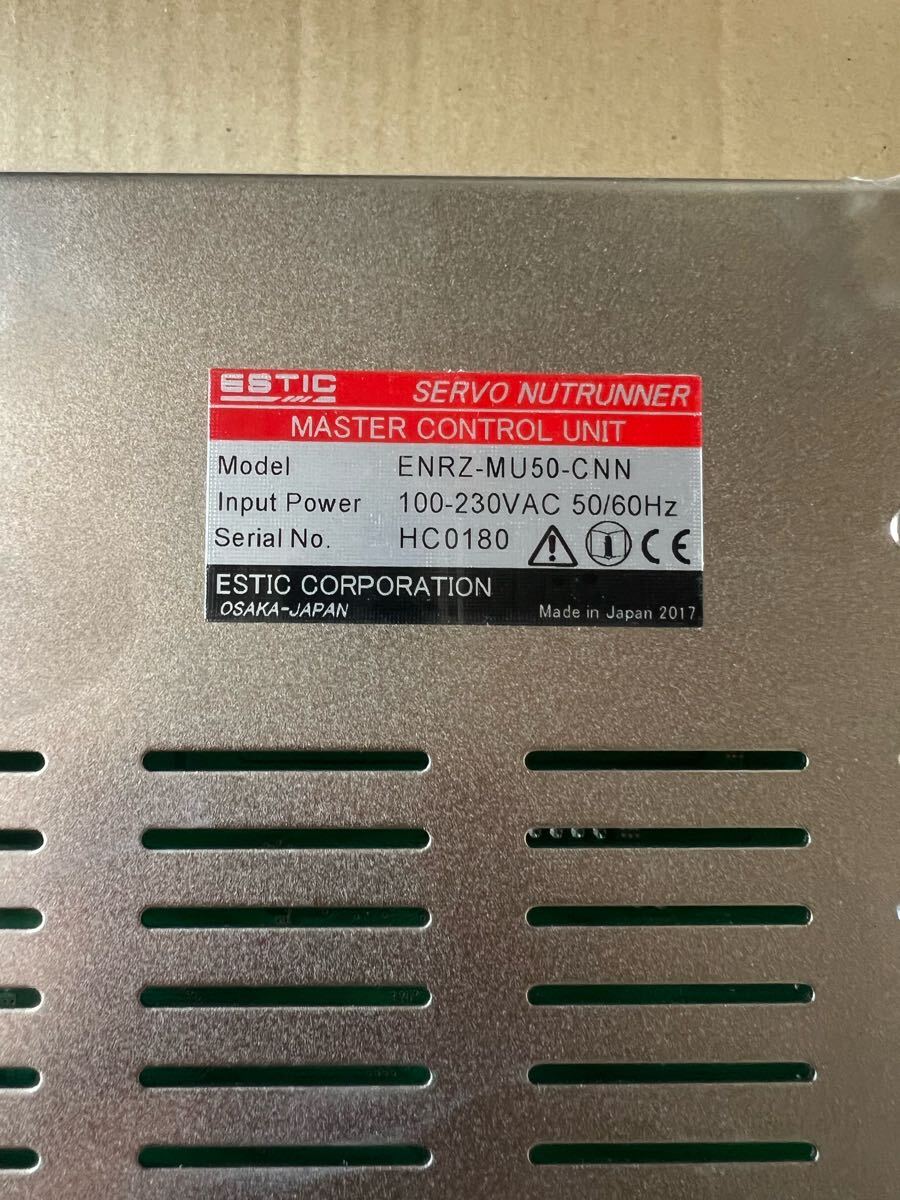 ESTIC SERVO NUTRUNNER
MASTER CONTROL UNIT
Model ENRZ-MU50-CNN
Input Power 100-230VAC 50/60Hz
Serial No. HC0180 CE
ESTIC CORPORATION
OSAKA-JAPAN Made in Japan 2017